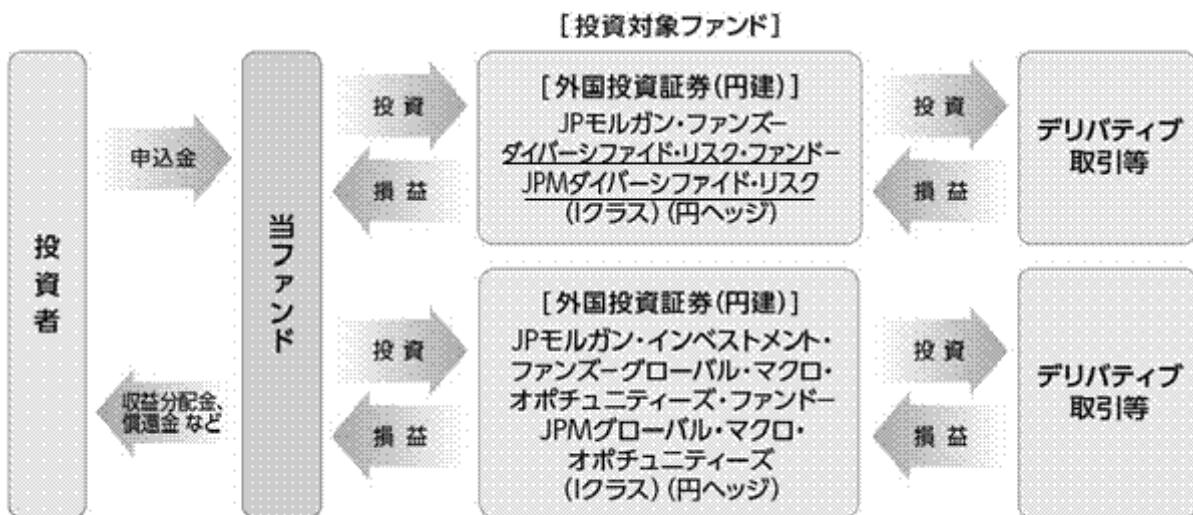 [投資対象ファンド]
投資者
申込金
収益分配金、
償還金 など
当ファンド
投 資
損 益
[外国投資証券(円建)]
JPモルガン・ファンズー
ダイバーシファイド・リスク・ファンドー
JPMダイバーシファイド・リスク
(Iクラス)(円ヘッジ)
投 資
損 益
デリバティブ
取引等
投 資
損 益
[外国投資証券(円建)]
JPモルガン・インベストメント・
ファンズーグローバル・マクロ・
オポチュニティーズ・ファンドー
JPMグローバル・マクロ・
オポチュニティーズ
(Iクラス)(円ヘッジ)
投 資
損 益
デリバティブ
取引等